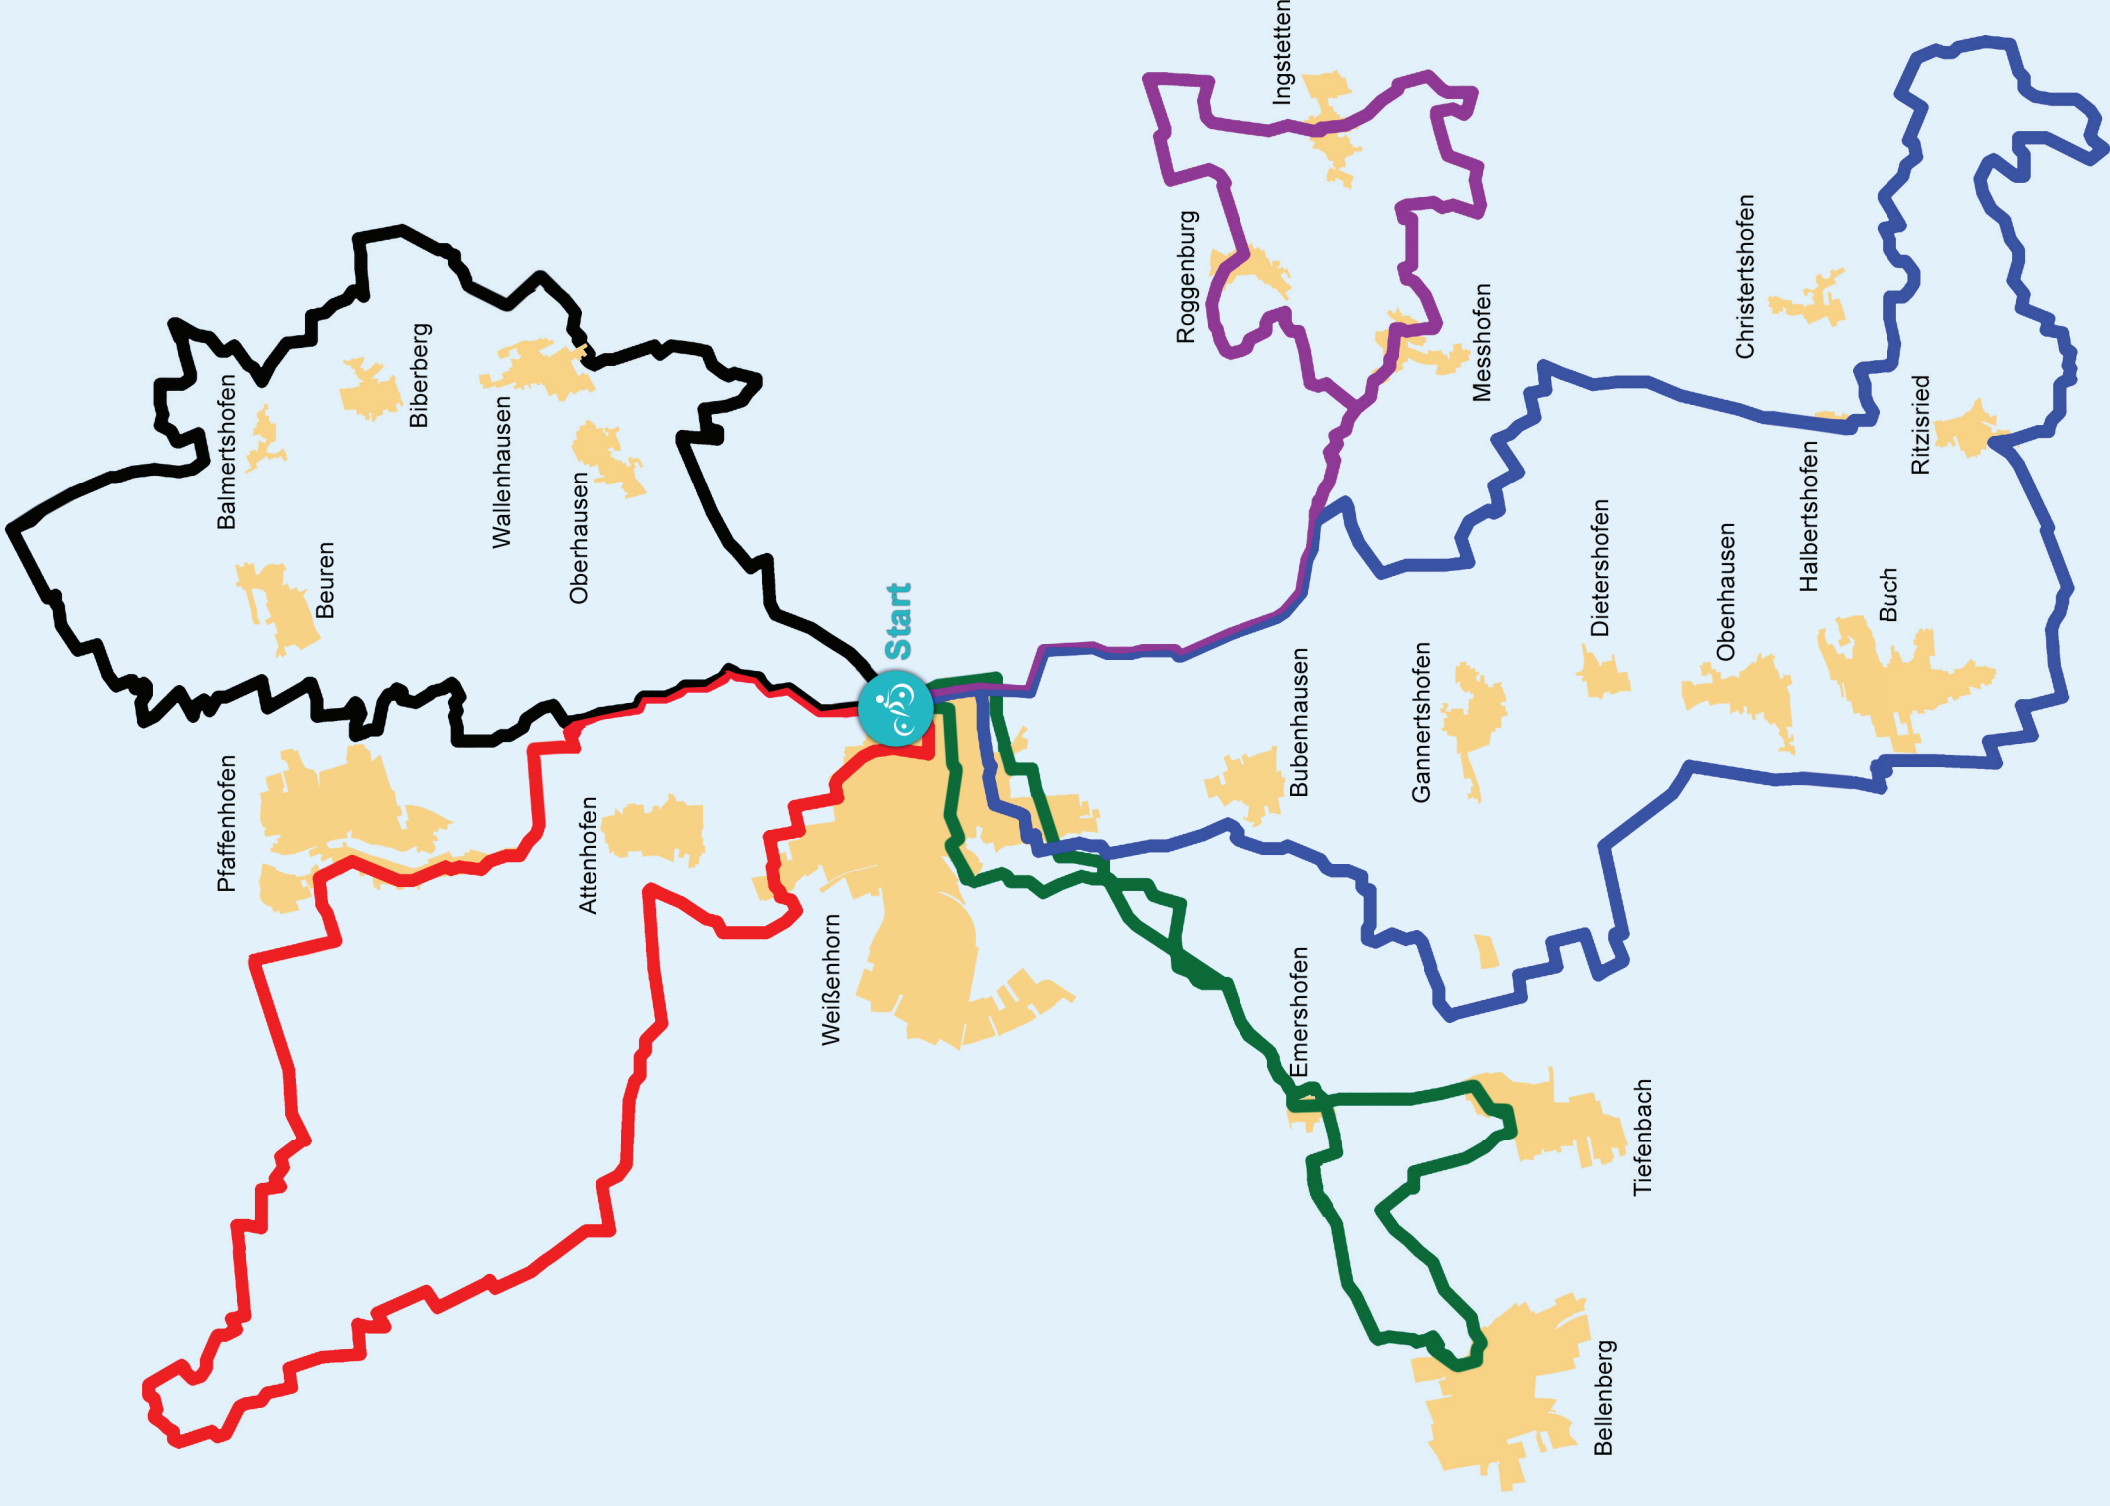 Pfaffenhofen
Beuren
Balmertshofen
Biberberg
Wallenhausen
Oberhausen
Attenhofen
Weißenhorn
Start
Roggenburg
Ingstetten
Messhofen
Bubenhausen
Emershofen
Gannertshofen
Dietershofen
Obenhausen
Christertshofen
Halbertshofen
Buch
Ritzisried
Tiefenbach
Bellenberg